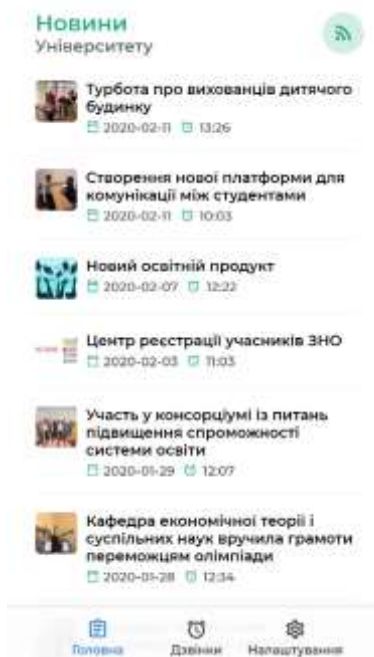 Новини
Університету
Турбота про вихованців дитячого
будинку
2020-02-11 13:26
Створення нової платформи для
комунікації між студентами
2020-02-11 10:03
Новий освітній продукт
2020-02-07 12:22
Центр реєстрації учасників ЗНО
2020-02-03 11:03
Участь у консорціумі із питань
підвищення спроможності
системи освіти
2020-01-29 12:07
Кафедра економічної теорії і
суспільних наук вручила грамоти
переможцям олімпіади
2020-01-28 12:34
Головна Дзвінки Налаштування